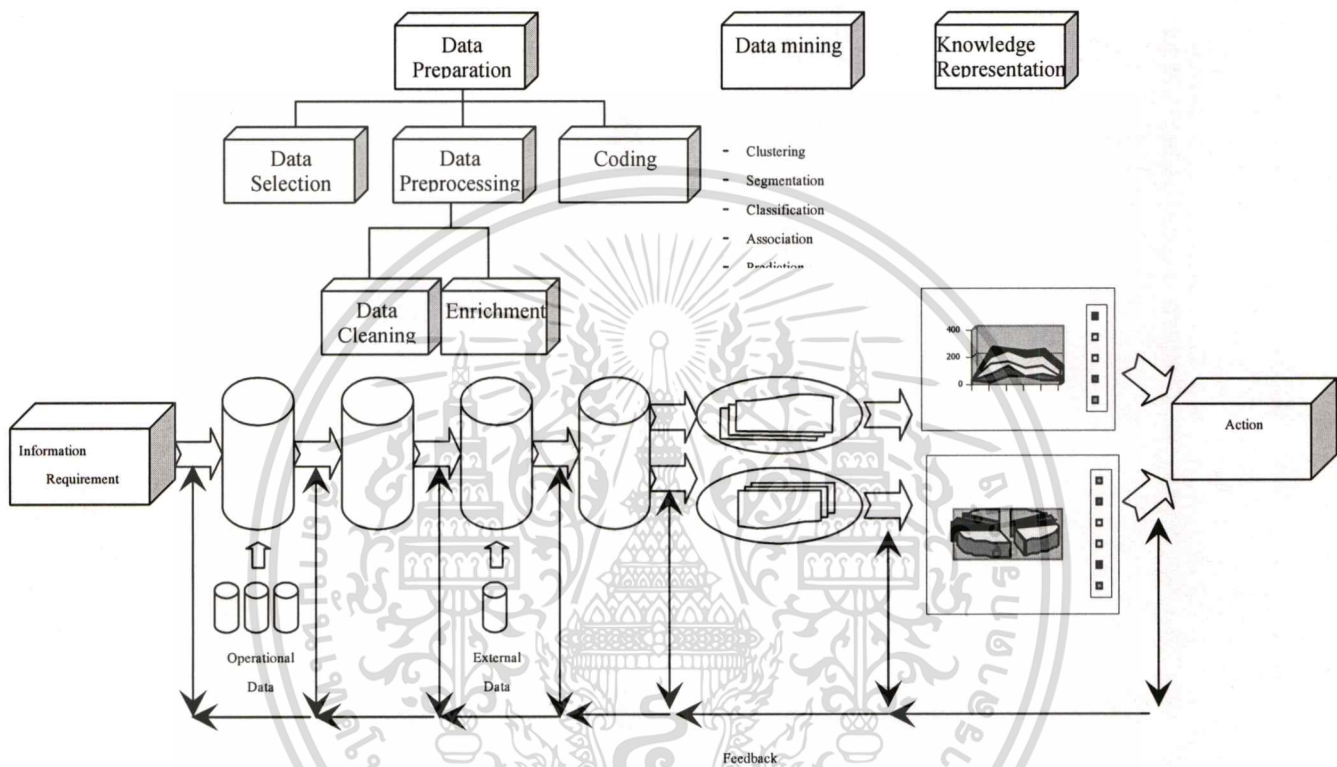 Data
Preparation
Data mining
Knowledge
Representation
Data
Selection
Data
Preprocessing
Coding
- Clustering
- Segmentation
- Classification
- Association
- Prediction
Data
Cleaning
Enrichment
400
200
0
Information
Requirement
Action
Operational
Data
External
Data
Feedback